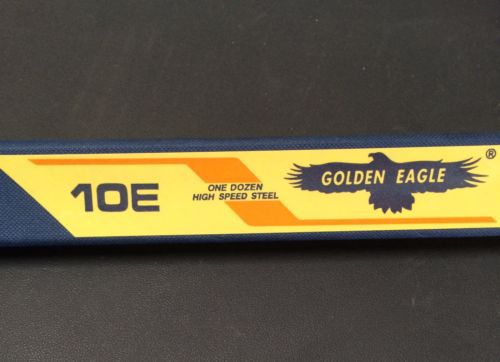 10E
ONE DOZEN
HIGH SPEED STEEL
GOLDEN EAGLE
®